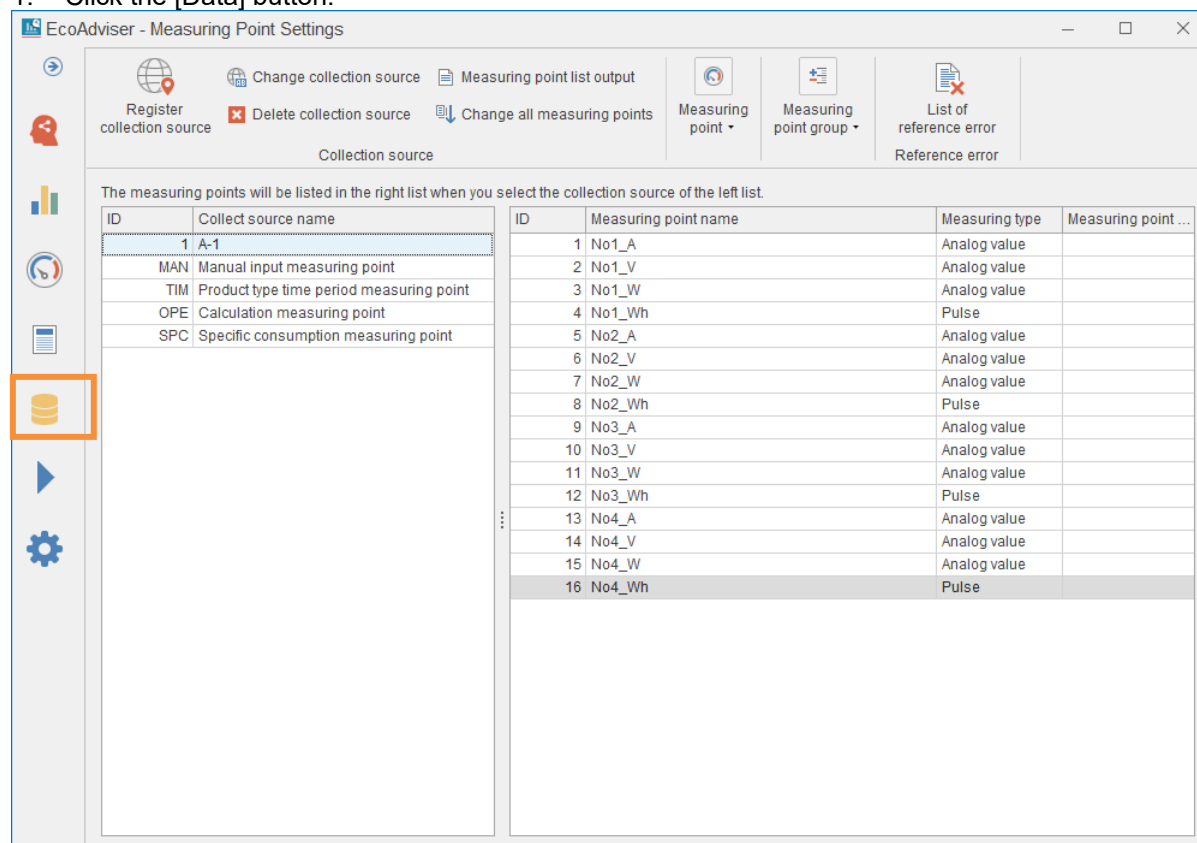 1. Click the [Data] button.
EcoAdviser - Measuring Point Settings
Register collection source
Change collection source
Delete collection source
Measuring point list output
Change all measuring points
Collection source
Measuring point
Measuring point group
List of reference error
Reference error
The measuring points will be listed in the right list when you select the collection source of the left list.
ID Collect source name
1 A-1
MAN Manual input measuring point
TIM Product type time period measuring point
OPE Calculation measuring point
SPC Specific consumption measuring point
ID Measuring point name Measuring type Measuring point ...
1 No1_A Analog value
2 No1_V Analog value
3 No1_W Analog value
4 No1_Wh Pulse
5 No2_A Analog value
6 No2_V Analog value
7 No2_W Analog value
8 No2_Wh Pulse
9 No3_A Analog value
10 No3_V Analog value
11 No3_W Analog value
12 No3_Wh Pulse
13 No4_A Analog value
14 No4_V Analog value
15 No4_W Analog value
16 No4_Wh Pulse